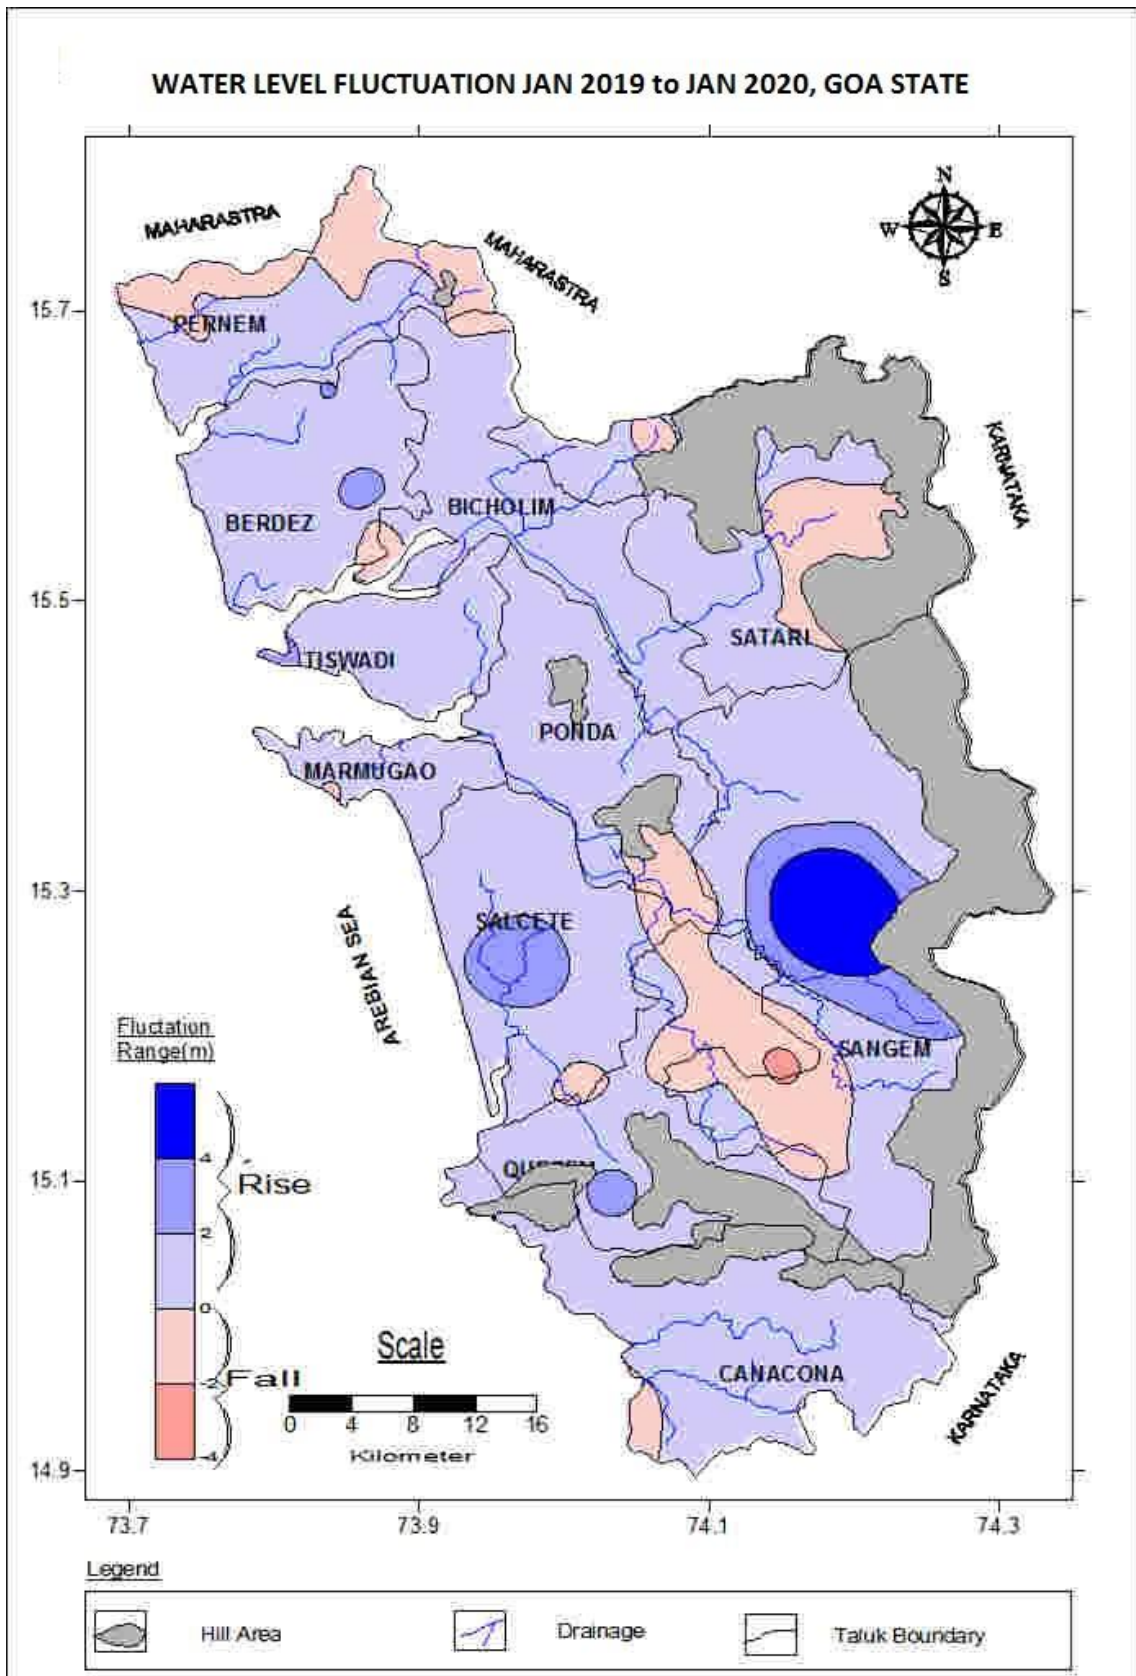 WATER LEVEL FLUCTUATION JAN 2019 to JAN 2020, GOA STATE
N
W E
S
MAHARASTRA
MAHARASTRA
15.7
PERNEM
KARNATAKA
BICHOLIM
BERDEZ
15.5
SATARI
TISWADI
PONDA
MARMUGAO
15.3
SALCETE
AREBIAN SEA
SANGEM
Fluctation
Range(m)
4
Rise
2
0
-2
Fall
-4
15.1
Scale
0 4 8 12 16
Kilometer
CANACONA
KARNATAKA
14.9
73.7 73.9 74.1 74.3
Legend
Hill Area
Drainage
Taluk Boundary